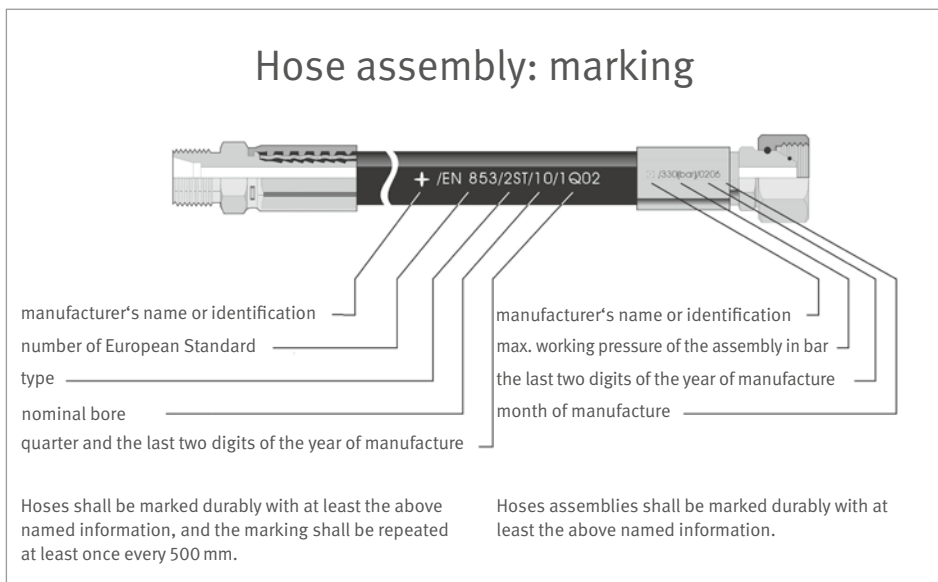 Hose assembly: marking
/EN 853/2ST/10/1Q02
/330[bar]/0206
manufacturer‘s name or identification
number of European Standard
type
nominal bore
quarter and the last two digits of the year of manufacture
manufacturer‘s name or identification
max. working pressure of the assembly in bar
the last two digits of the year of manufacture
month of manufacture
Hoses shall be marked durably with at least the above
named information, and the marking shall be repeated
at least once every 500 mm.
Hoses assemblies shall be marked durably with at
least the above named information.